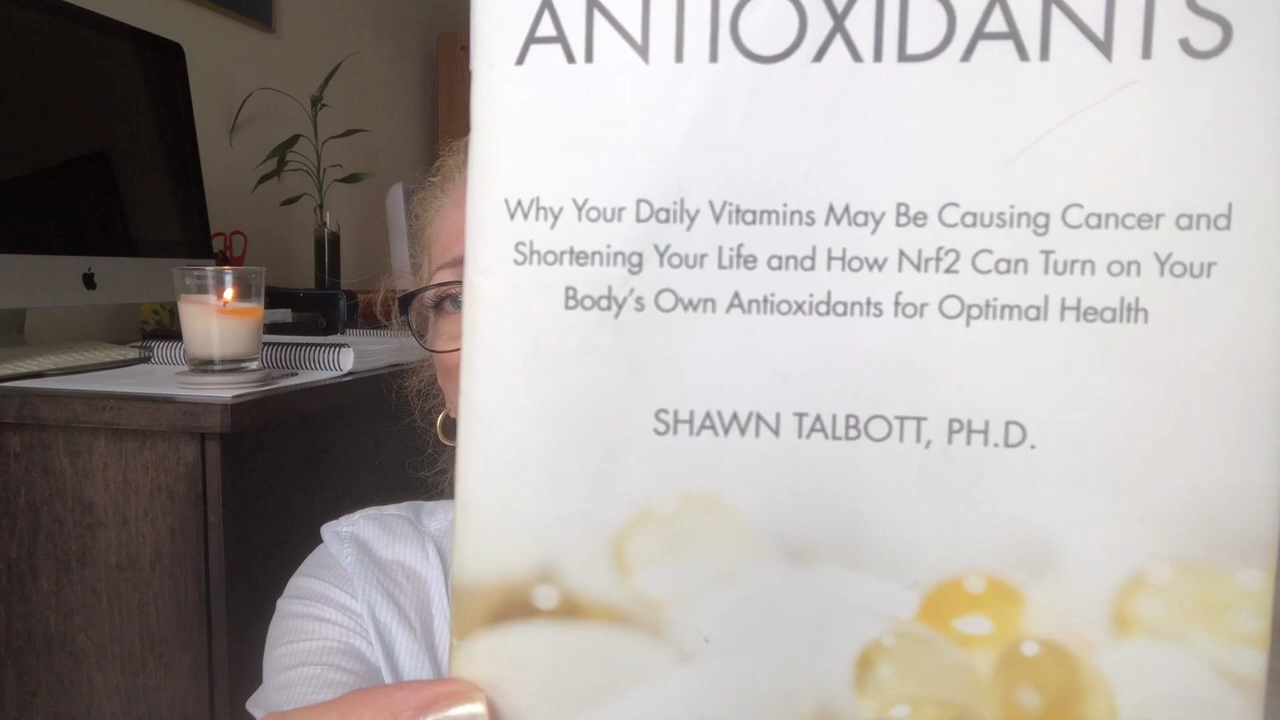 ANTIOXIDANTS
Why Your Daily Vitamins May Be Causing Cancer and
Shortening Your Life and How Nrf2 Can Turn on Your
Body's Own Antioxidants for Optimal Health
SHAWN TALBOTT, PH.D.